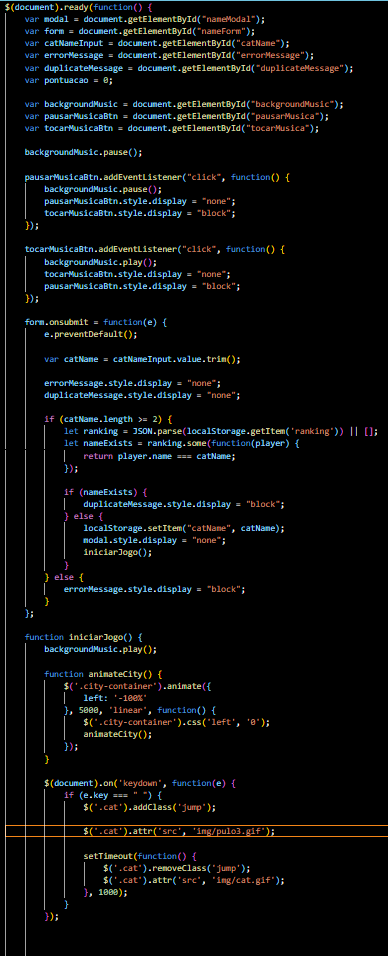 $(document).ready(function() {
    var modal = document.getElementById("nameModal");
    var form = document.getElementById("nameForm");
    var catNameInput = document.getElementById("catName");
    var errorMessage = document.getElementById("errorMessage");
    var duplicateMessage = document.getElementById("duplicateMessage");
    var pontuacao = 0;

    var backgroundMusic = document.getElementById("backgroundMusic");
    var pausarMusicaBtn = document.getElementById("pausarMusica");
    var tocarMusicaBtn = document.getElementById("tocarMusica");

    backgroundMusic.pause();

    pausarMusicaBtn.addEventListener("click", function() {
        backgroundMusic.pause();
        pausarMusicaBtn.style.display = "none";
        tocarMusicaBtn.style.display = "block";
    });

    tocarMusicaBtn.addEventListener("click", function() {
        backgroundMusic.play();
        tocarMusicaBtn.style.display = "none";
        pausarMusicaBtn.style.display = "block";
    });

    form.onsubmit = function(e) {
        e.preventDefault();

        var catName = catNameInput.value.trim();

        errorMessage.style.display = "none";
        duplicateMessage.style.display = "none";

        if (catName.length >= 2) {
            let ranking = JSON.parse(localStorage.getItem('ranking')) || [];
            let nameExists = ranking.some(function(player) {
                return player.name === catName;
            });

            if (nameExists) {
                duplicateMessage.style.display = "block";
            } else {
                localStorage.setItem("catName", catName);
                modal.style.display = "none";
                iniciarJogo();
            }
        } else {
            errorMessage.style.display = "block";
        }
    };

    function iniciarJogo() {
        backgroundMusic.play();

        function animateCity() {
            $('.city-container').animate({
                left: '-100%'
            }, 5000, 'linear', function() {
                $('.city-container').css('left', '0');
                animateCity();
            });
        }

        $(document).on('keydown', function(e) {
            if (e.key === " ") {
                $('.cat').addClass('jump');

                $('.cat').attr('src', 'img/pulo3.gif');

                setTimeout(function() {
                    $('.cat').removeClass('jump');
                    $('.cat').attr('src', 'img/cat.gif');
                }, 1000);
            }
        });